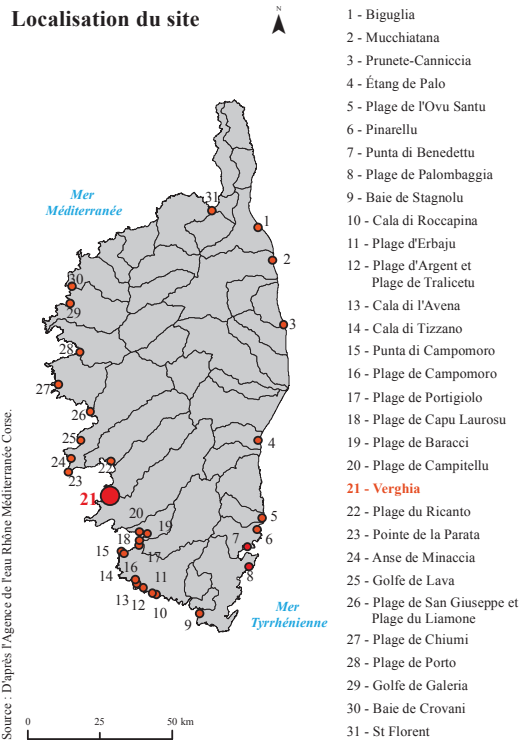 Localisation du site
N
Mer
Méditerranée
31
1
2
30
29
3
28
27
26
25
4
24
22
23
21
5
20
19
6
18
7
15
17
16
8
14
11
13
12
10
9
Mer
Tyrrhénienne
0
25
50 km
Source : D'après l'Agence de l'eau Rhône Méditerranée Corse.
1 - Biguglia
2 - Mucchiatana
3 - Prunete-Canniccia
4 - Étang de Palo
5 - Plage de l'Ovu Santu
6 - Pinarellu
7 - Punta di Benedettu
8 - Plage de Palombaggia
9 - Baie de Stagnolu
10 - Cala di Roccapina
11 - Plage d'Erbaju
12 - Plage d'Argent et
Plage de Tralicetu
13 - Cala di l'Avena
14 - Cala di Tizzano
15 - Punta di Campomoro
16 - Plage de Campomoro
17 - Plage de Portigiolo
18 - Plage de Capu Laurosu
19 - Plage de Baracci
20 - Plage de Campitellu
21 - Verghia
22 - Plage du Ricanto
23 - Pointe de la Parata
24 - Anse de Minaccia
25 - Golfe de Lava
26 - Plage de San Giuseppe et
Plage du Liamone
27 - Plage de Chiumi
28 - Plage de Porto
29 - Golfe de Galeria
30 - Baie de Crovani
31 - St Florent